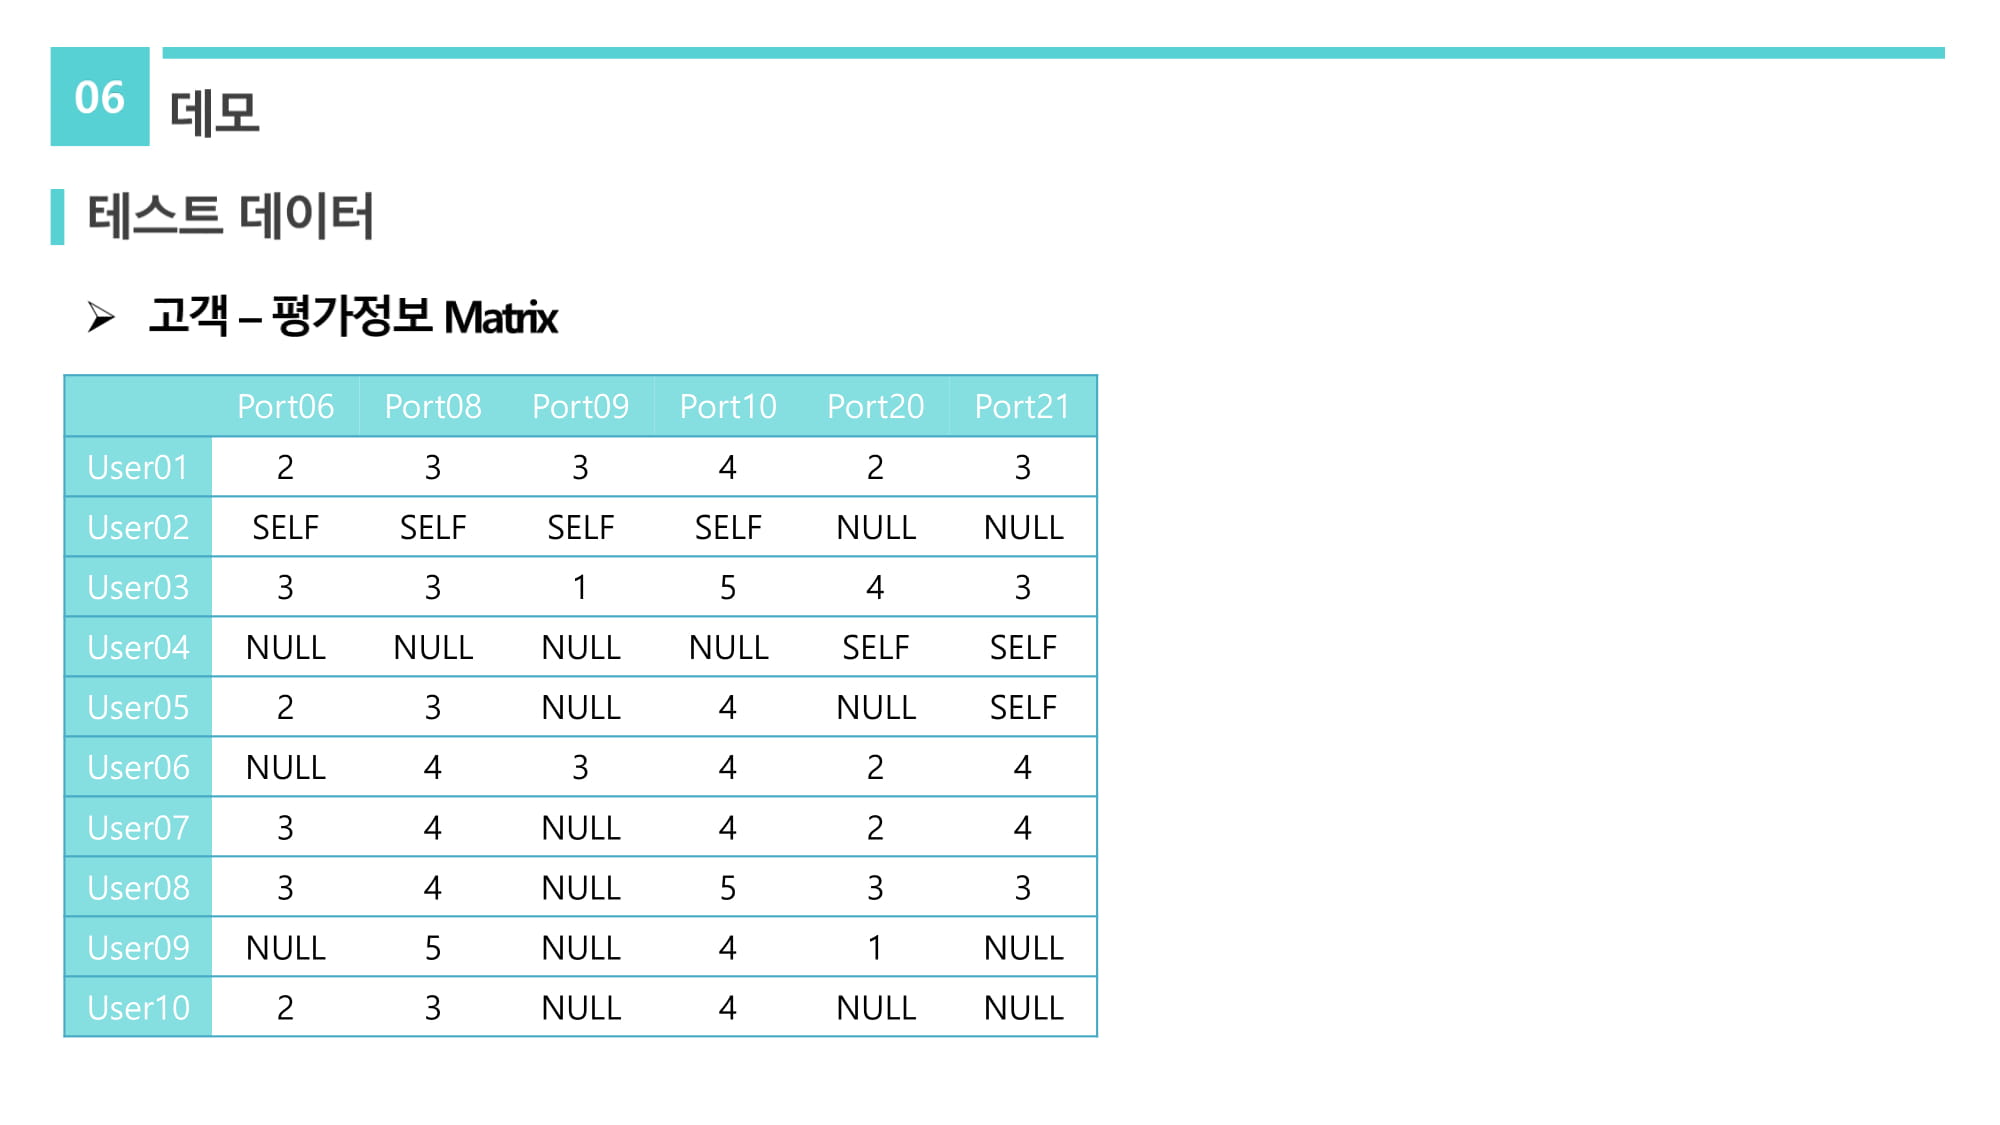 06
데모
테스트 데이터
➢ 고객 – 평가정보 Matrix
Port06 Port08 Port09 Port10 Port20 Port21
User01 2 3 3 4 2 3
User02 SELF SELF SELF SELF NULL NULL
User03 3 3 1 5 4 3
User04 NULL NULL NULL NULL SELF SELF
User05 2 3 NULL 4 NULL SELF
User06 NULL 4 3 4 2 4
User07 3 4 NULL 4 2 4
User08 3 4 NULL 5 3 3
User09 NULL 5 NULL 4 1 NULL
User10 2 3 NULL 4 NULL NULL